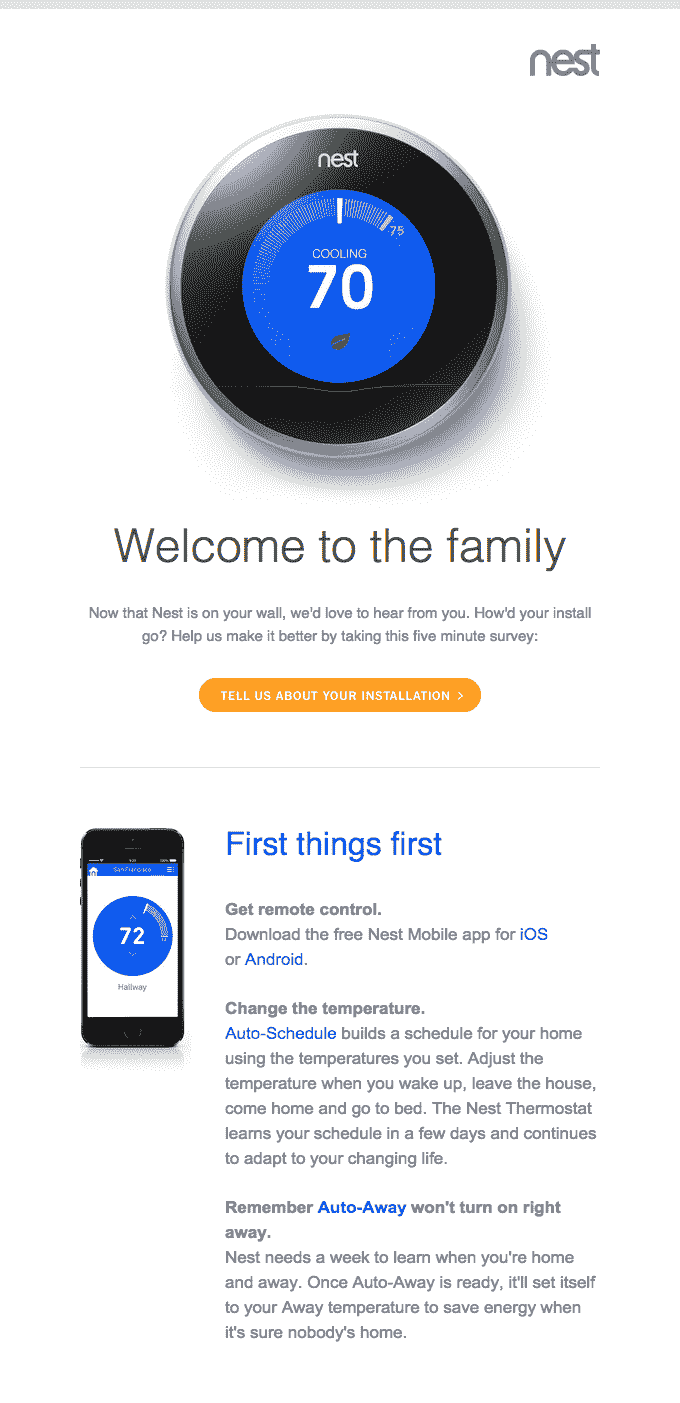 nest
nest
75
COOLING
70
Welcome to the family
Now that Nest is on your wall, we'd love to hear from you. How'd your install
go? Help us make it better by taking this five minute survey:
TELL US ABOUT YOUR INSTALLATION >
First things first
San Francisco
72
Hallway
Get remote control.
Download the free Nest Mobile app for iOS
or Android.
Change the temperature.
Auto-Schedule builds a schedule for your home
using the temperatures you set. Adjust the
temperature when you wake up, leave the house,
come home and go to bed. The Nest Thermostat
learns your schedule in a few days and continues
to adapt to your changing life.
Remember Auto-Away won't turn on right
away.
Nest needs a week to learn when you're home
and away. Once Auto-Away is ready, it'll set itself
to your Away temperature to save energy when
it's sure nobody's home.